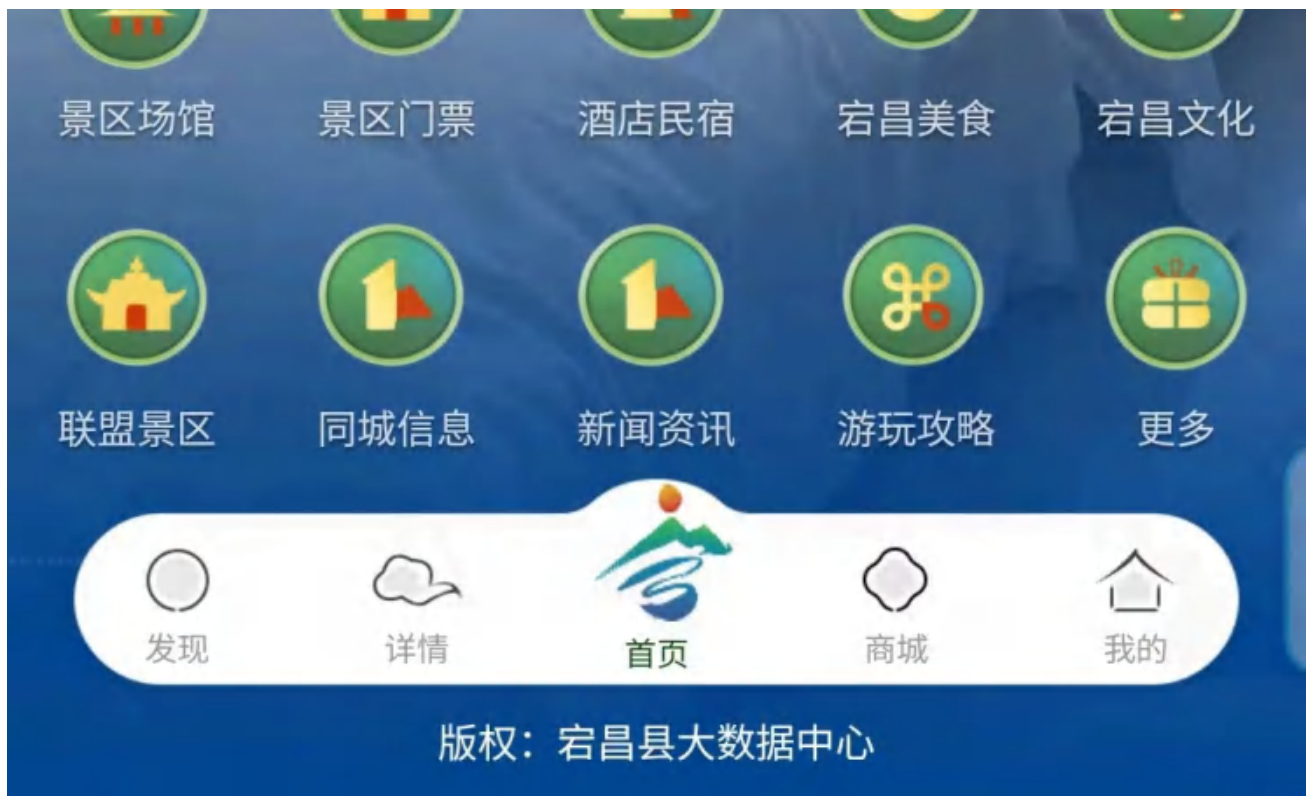 景区场馆 景区门票 酒店民宿 宕昌美食 宕昌文化
联盟景区 同城信息 新闻资讯 游玩攻略 更多
发现 详情 首页 商城 我的
版权：宕昌县大数据中心